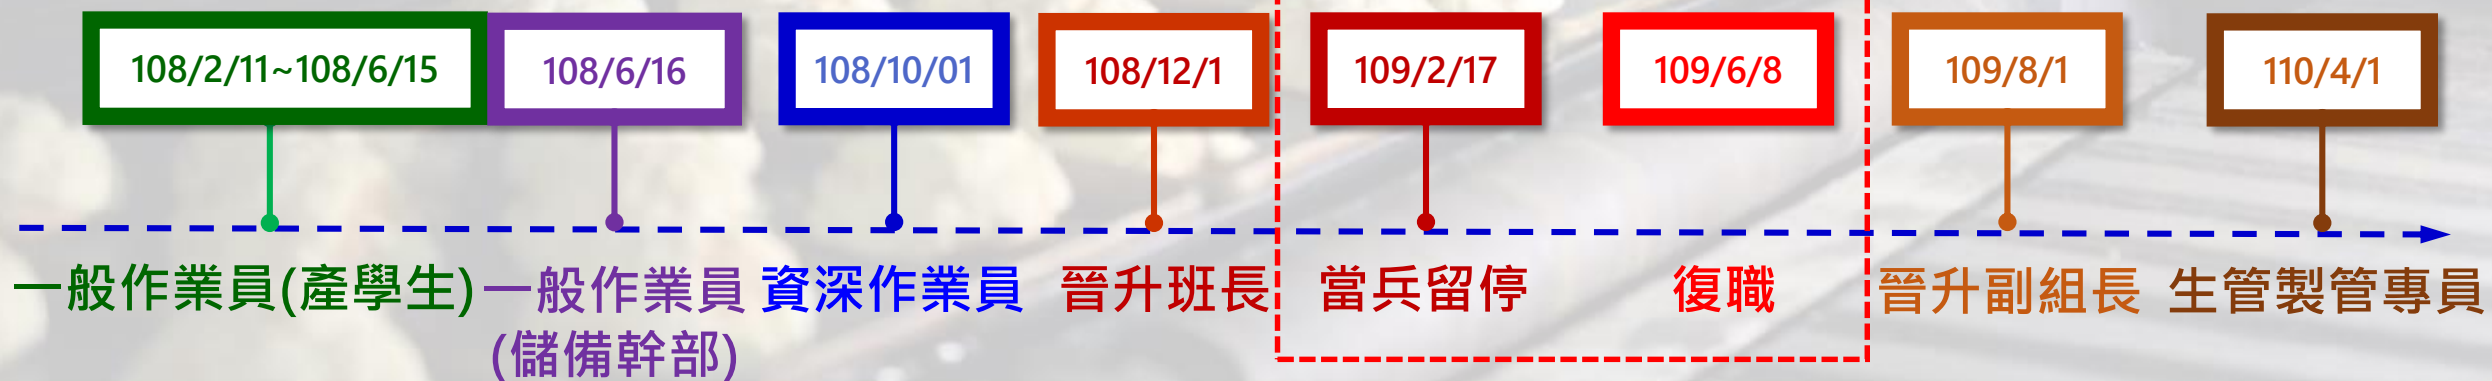 108/2/11~108/6/15
108/6/16
108/10/01
108/12/1
109/2/17
109/6/8
109/8/1
110/4/1
一般作業員(產學生)
一般作業員
(儲備幹部)
資深作業員
晉升班長
當兵留停
復職
晉升副組長
生管製管專員